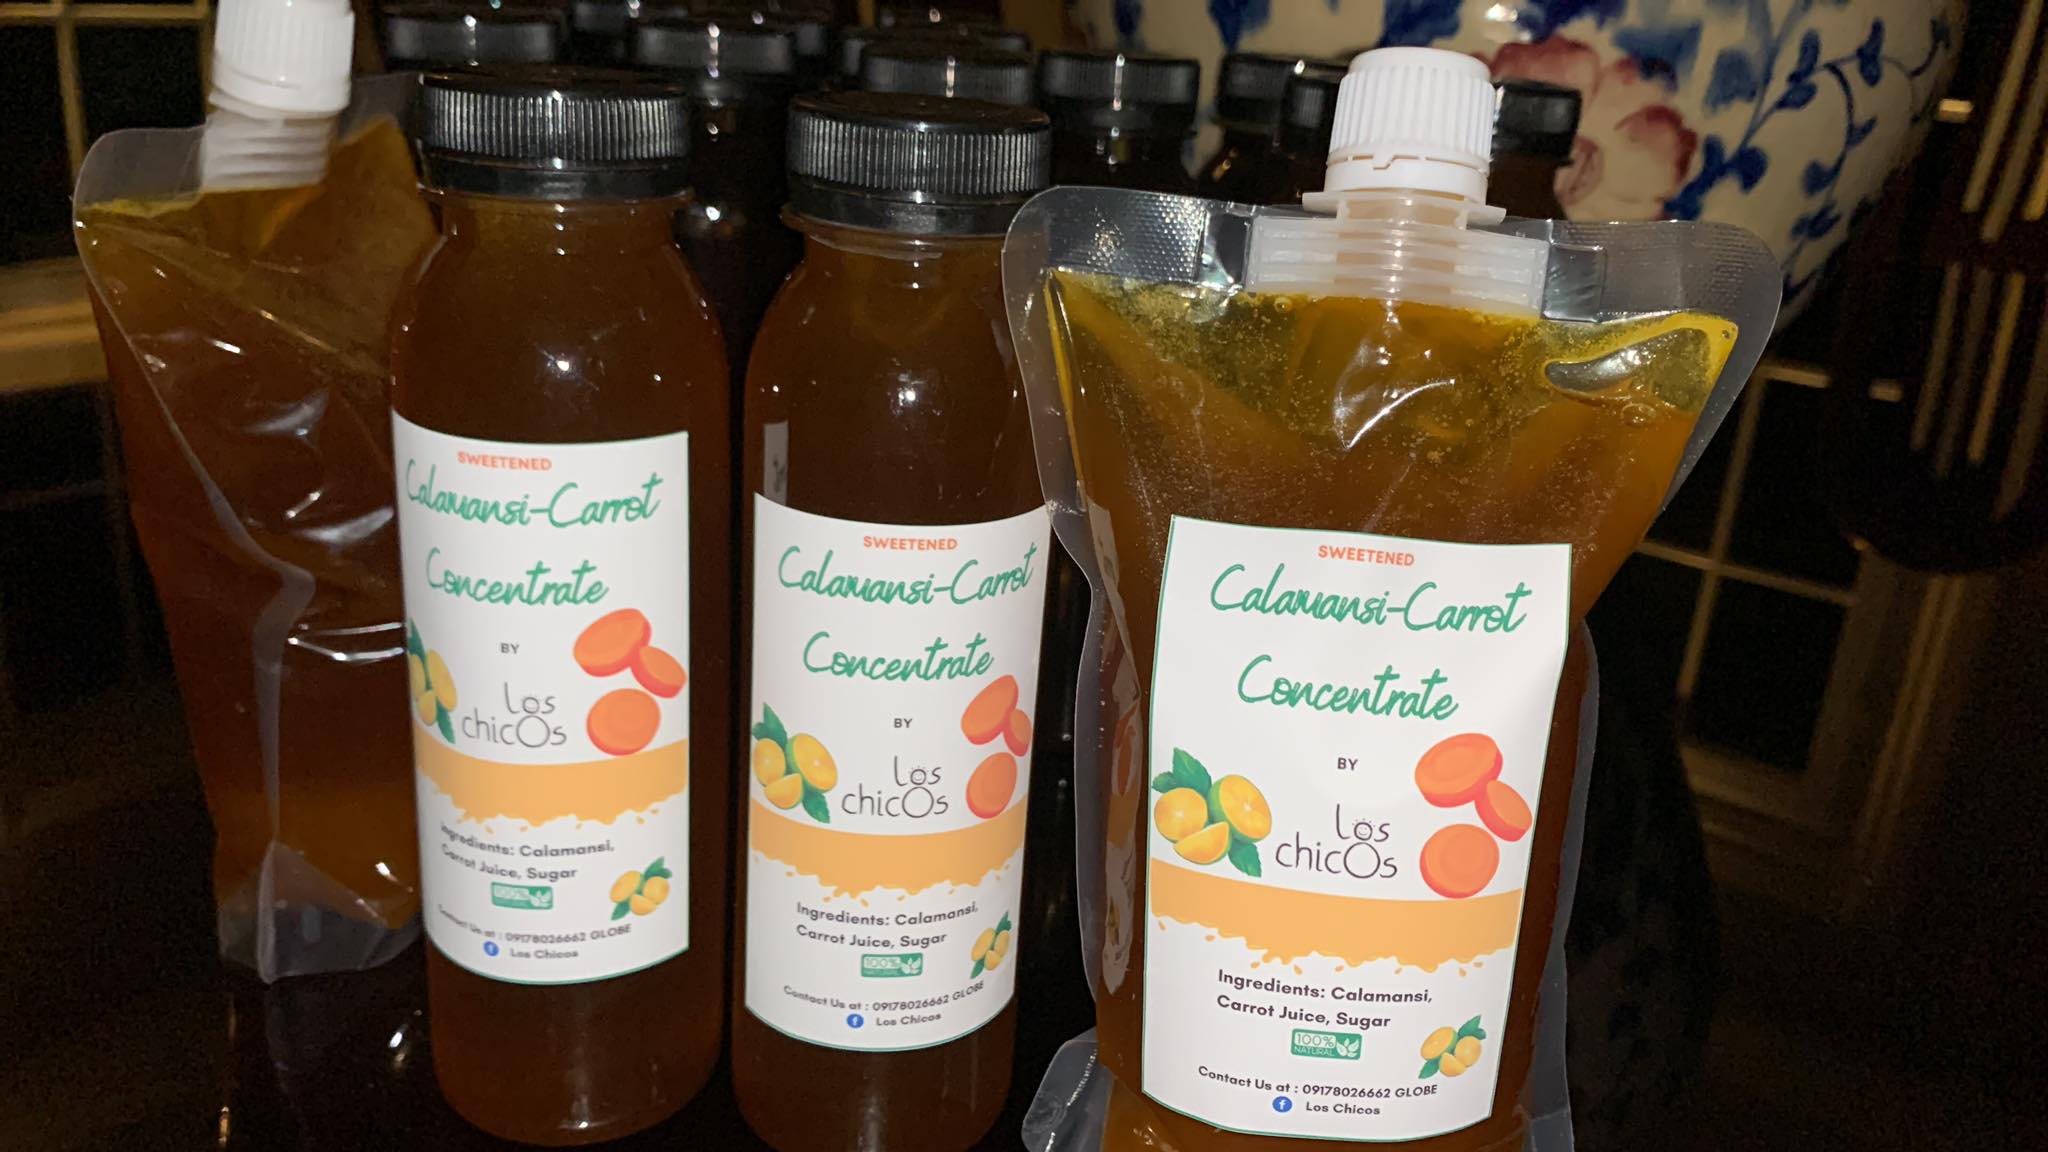 SWEETENED
Calamansi-Carrot
Concentrate
BY
Los
chicOs
Ingredients: Calamansi,
Carrot Juice, Sugar
100%
NATURAL
Contact Us at : 09178026662 GLOBE
Los Chicos
SWEETENED
Calamansi-Carrot
Concentrate
BY
Los
chicOs
Ingredients: Calamansi,
Carrot Juice, Sugar
100%
NATURAL
Contact Us at : 09178026662 GLOBE
Los Chicos
SWEETENED
Calamansi-Carrot
Concentrate
BY
Los
chicOs
Ingredients: Calamansi,
Carrot Juice, Sugar
100%
NATURAL
Contact Us at : 09178026662 GLOBE
f Los Chicos